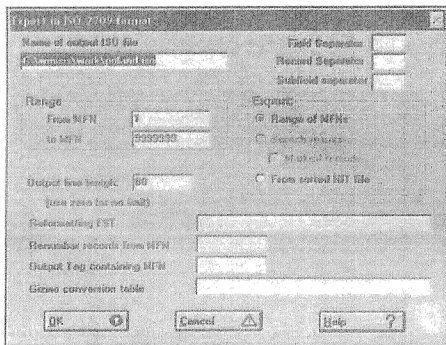 Export to ISO 2709 format
Name of output ISO file
Field Separator
Record Separator
Subfield separator
Range
From MFN 1
to MFN 9999999
Output line length: 80
(use zero for no limit)
Export:
Range of MFNs
Search results
From sorted HIT file
Reformatting FST
Renumber records from MFN
Output Tag containing MFN
Gizmo conversion table
OK
Cancel
Help ?